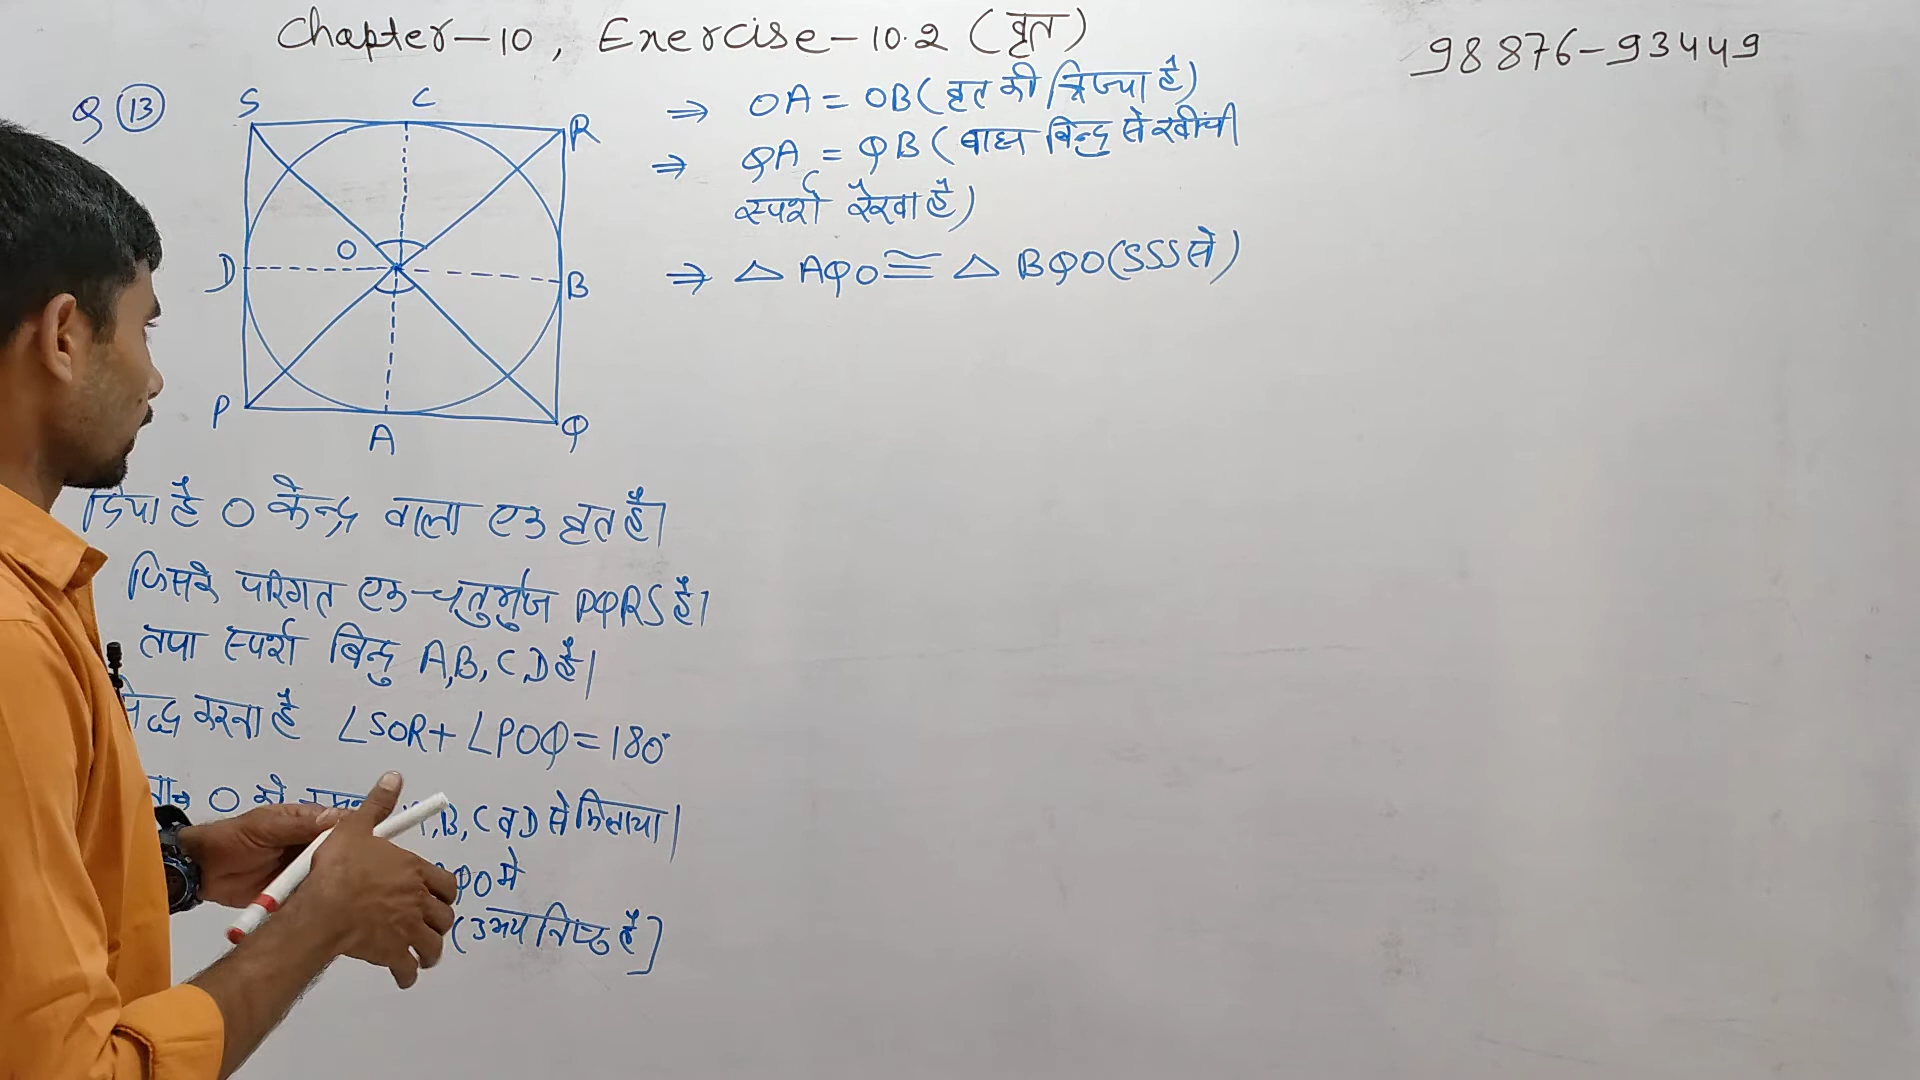 Chapter-10, Exercise-10.2 (वृत)
98876-93449
Q (13)
S C R
O
D B
P A Q
⇒ OA = OB (वृत की त्रिज्या है)
⇒ QA = QB (बाह्य बिन्दु से खींची
स्पर्श रेखा है)
⇒ △ AQO ≅ △ BQO (SSS से)
दिया है O केन्द्र वाला एक वृत है।
जिसके परिगत एक चतुर्भुज PQRS है।
तथा स्पर्श बिन्दु A,B,C,D है।
सिद्ध करना है ∠SOR + ∠POQ = 180°
O को B, C व D से मिलाया।
QO मे
(उभयनिष्ठ है]